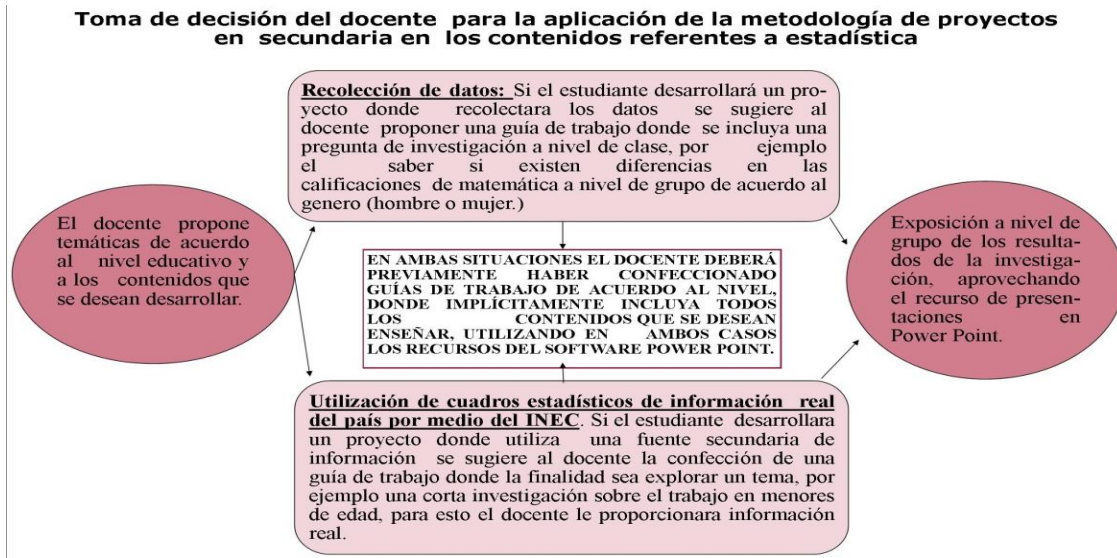 Toma de decisión del docente para la aplicación de la metodología de proyectos
en secundaria en los contenidos referentes a estadística
Recolección de datos: Si el estudiante desarrollará un pro-
yecto donde recolectara los datos se sugiere al
docente proponer una guía de trabajo donde se incluya una
pregunta de investigación a nivel de clase, por ejemplo
el saber si existen diferencias en las
calificaciones de matemática a nivel de grupo de acuerdo al
genero (hombre o mujer.)
El docente propone
temáticas de acuerdo
al nivel educativo y
a los contenidos que
se desean desarrollar.
EN AMBAS SITUACIONES EL DOCENTE DEBERÁ
PREVIAMENTE HABER CONFECCIONADO
GUÍAS DE TRABAJO DE ACUERDO AL NIVEL,
DONDE IMPLÍCITAMENTE INCLUYA TODOS
LOS CONTENIDOS QUE SE DESEAN
ENSEÑAR, UTILIZANDO EN AMBOS CASOS
LOS RECURSOS DEL SOFTWARE POWER POINT.
Exposición a nivel de
grupo de los resulta-
dos de la investiga-
ción, aprovechando
el recurso de presen-
taciones en
Power Point.
Utilización de cuadros estadísticos de información real
del país por medio del INEC. Si el estudiante desarrollara
un proyecto donde utiliza una fuente secundaria de
información se sugiere al docente la confección de una
guía de trabajo donde la finalidad sea explorar un tema, por
ejemplo una corta investigación sobre el trabajo en menores
de edad, para esto el docente le proporcionara información
real.